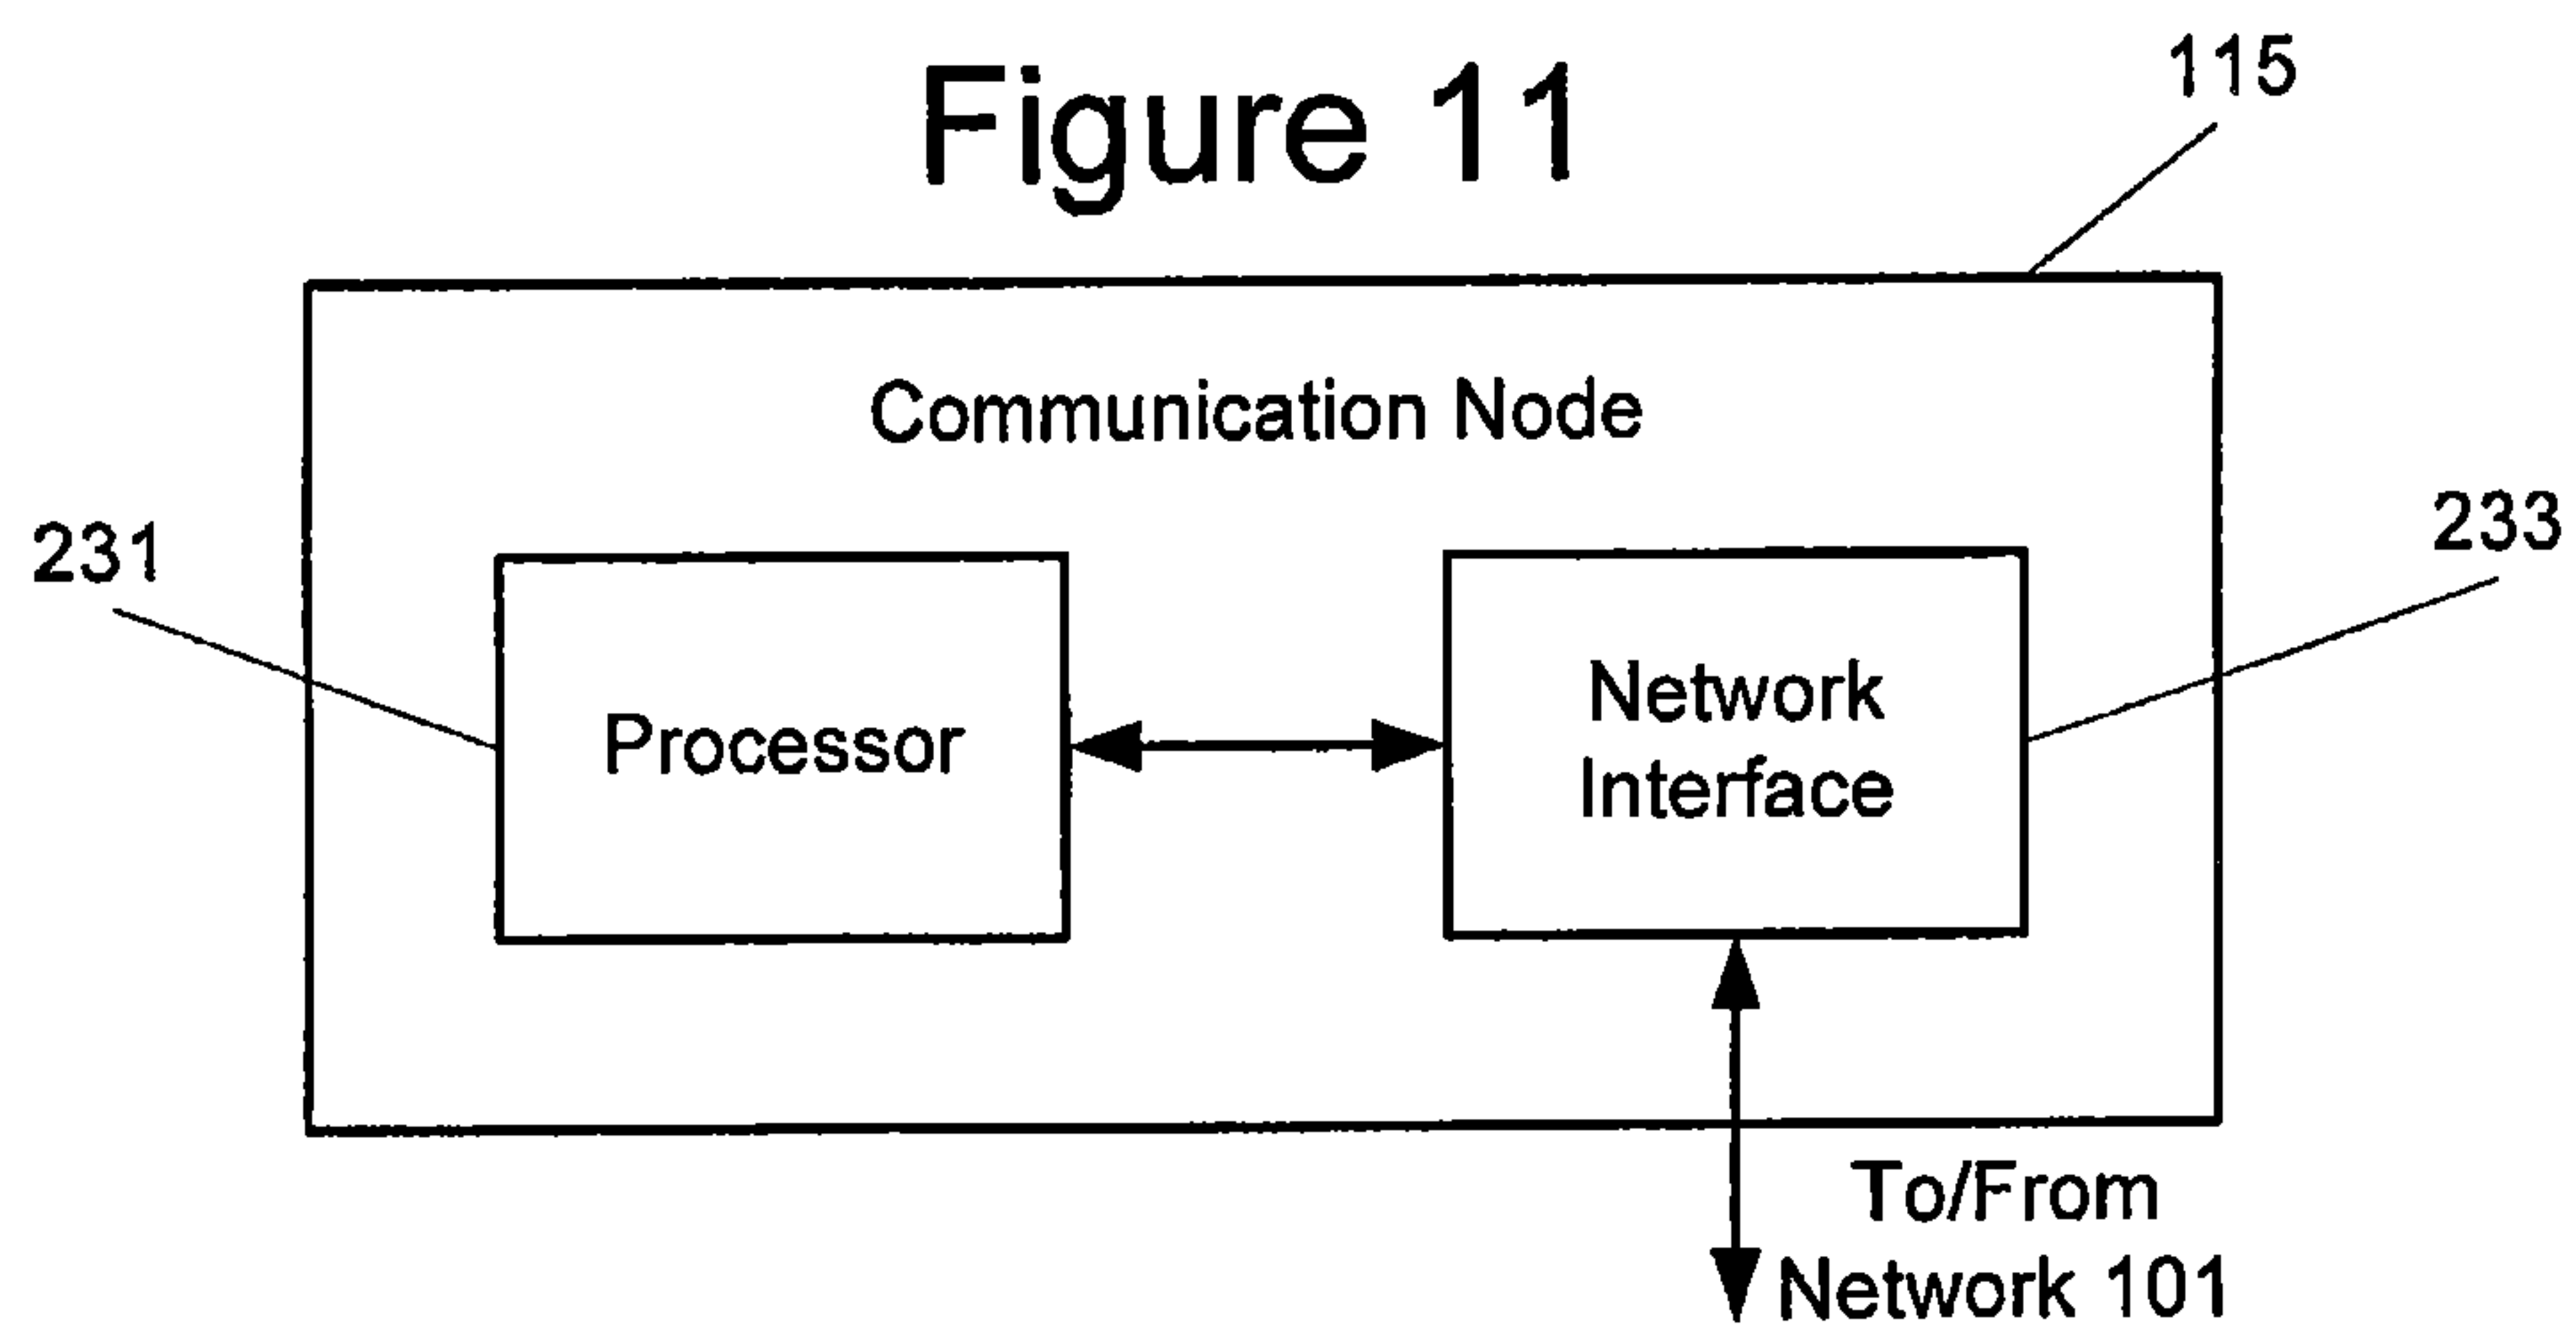 Figure 11
115
Communication Node
231
233
Processor
Network
Interface
To/From
Network 101